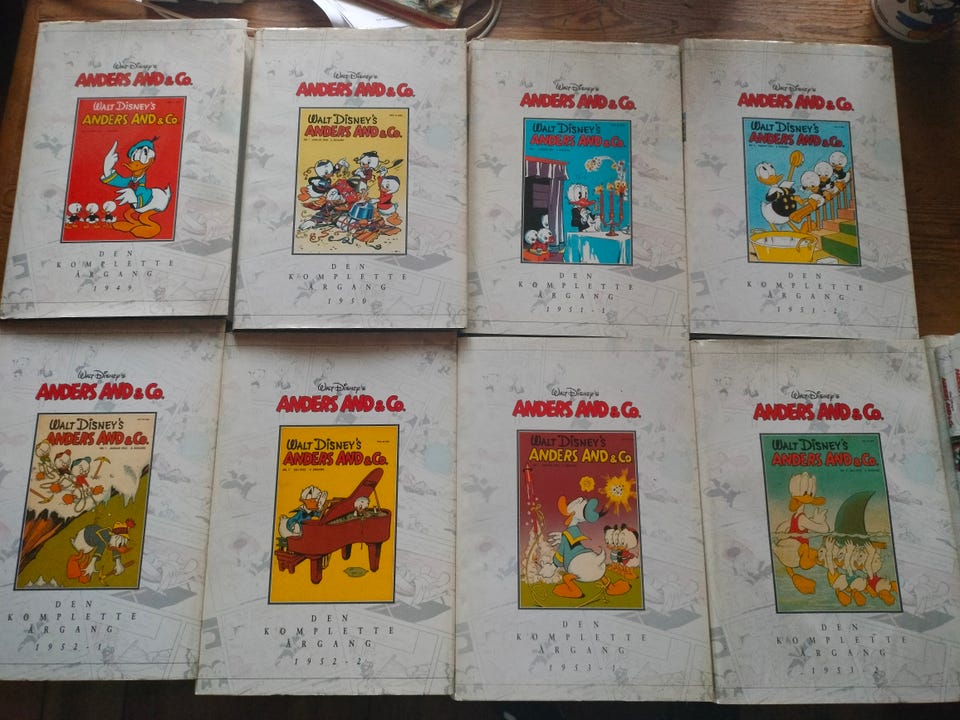 Walt Disney's
ANDERS AND & Co.
WALT DISNEY'S
ANDERS AND & Co
DEN
KOMPLETTE
ÅRGANG
1949
Walt Disney's
ANDERS AND & Co.
WALT DISNEY'S
ANDERS AND & Co.
DEN
KOMPLETTE
ÅRGANG
1950
Walt Disney's
ANDERS AND & Co.
WALT DISNEY'S
ANDERS AND & Co.
DEN
KOMPLETTE
ÅRGANG
1951-1
Walt Disney's
ANDERS AND & Co.
WALT DISNEY'S
ANDERS AND & Co.
DEN
KOMPLETTE
ÅRGANG
1951-2
Walt Disney's
ANDERS AND & Co.
WALT DISNEY'S
ANDERS AND & Co.
DEN
KOMPLETTE
ÅRGANG
1952-1
Walt Disney's
ANDERS AND & Co.
WALT DISNEY'S
ANDERS AND & Co.
DEN
KOMPLETTE
ÅRGANG
1952-2
Walt Disney's
ANDERS AND & Co.
WALT DISNEY'S
ANDERS AND & Co.
DEN
KOMPLETTE
ÅRGANG
1953-1
Walt Disney's
ANDERS AND & Co.
WALT DISNEY'S
ANDERS AND & Co.
DEN
KOMPLETTE
ÅRGANG
1953-2